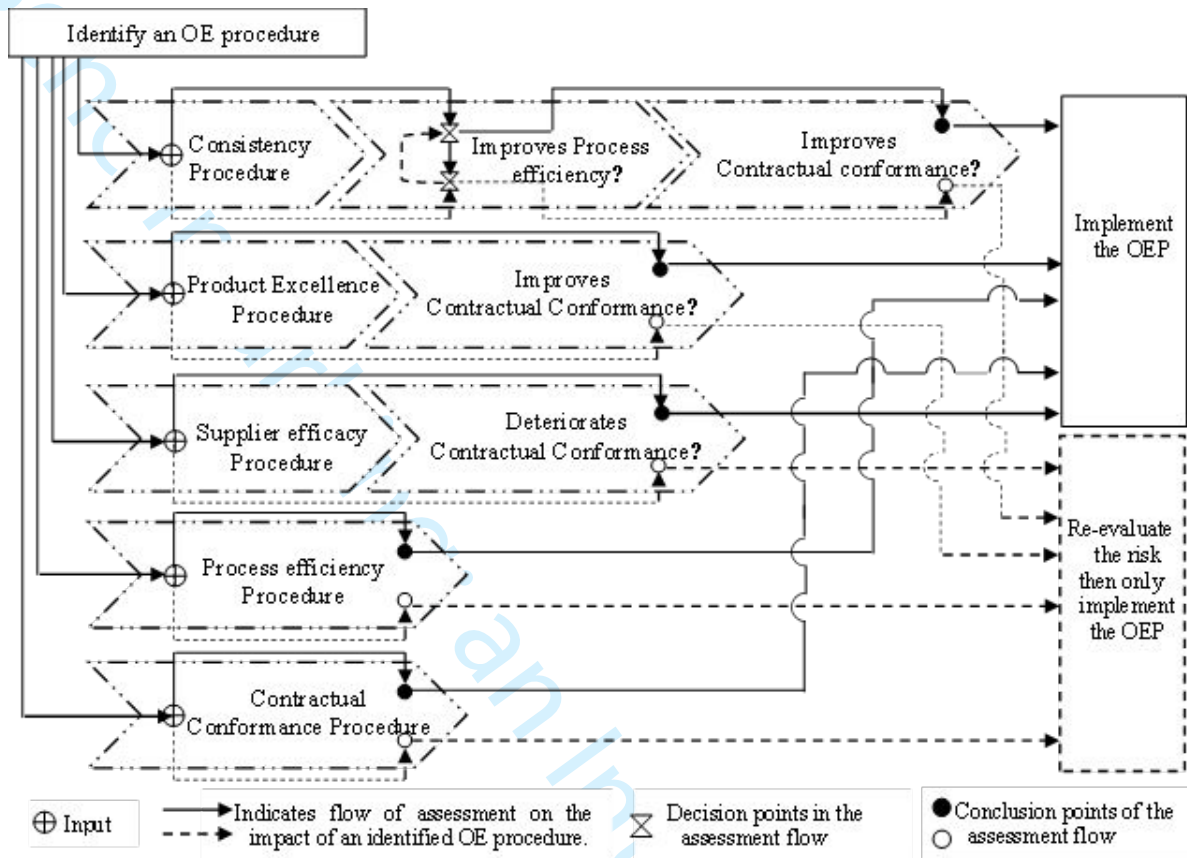 Identify an OE procedure
Consistency
Procedure
Improves Process
efficiency?
Improves
Contractual conformance?
Implement
the OEP
Product Excellence
Procedure
Improves
Contractual Conformance?
Supplier efficacy
Procedure
Deteriorates
Contractual Conformance?
Process efficiency
Procedure
Re-evaluate
the risk
then only
implement
the OEP
Contractual
Conformance Procedure
Input
Indicates flow of assessment on the
impact of an identified OE procedure.
Decision points in the
assessment flow
Conclusion points of the
assessment flow